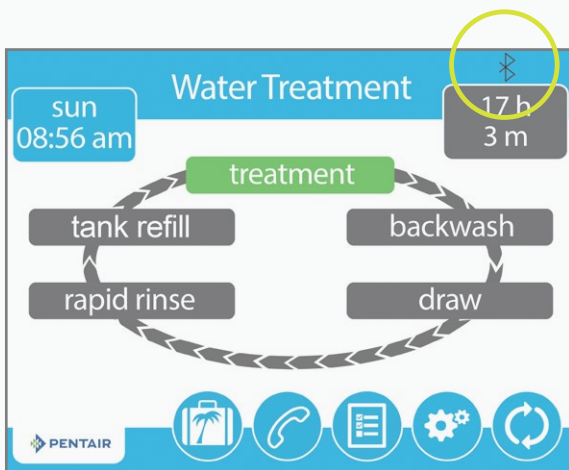 Water Treatment
sun
08:56 am
17 h
3 m
treatment
tank refill
backwash
rapid rinse
draw
PENTAIR